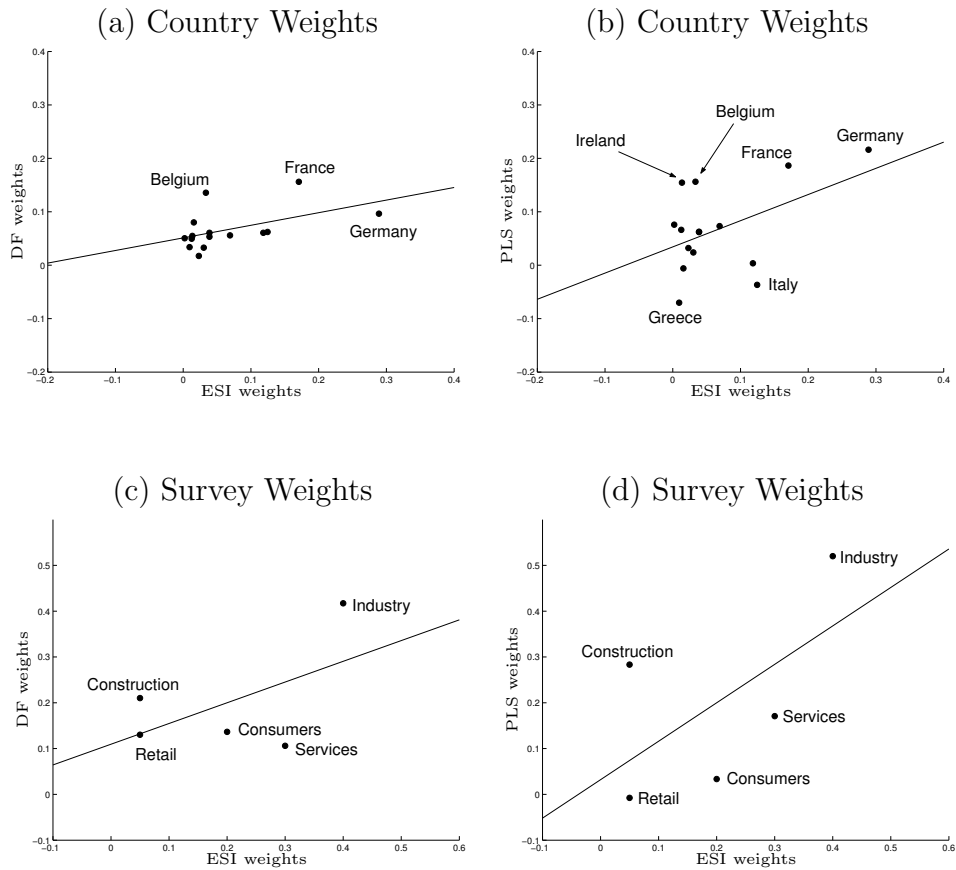 (a) Country Weights
0.4
0.3
0.2
0.1
0
−0.1
−0.2
DF weights
Belgium
France
Germany
−0.2 −0.1 0 0.1 0.2 0.3 0.4
ESI weights
(b) Country Weights
0.4
0.3
0.2
0.1
0
−0.1
−0.2
PLS weights
Belgium
Ireland
Germany
France
Italy
Greece
−0.2 −0.1 0 0.1 0.2 0.3 0.4
ESI weights
(c) Survey Weights
0.5
0.4
0.3
0.2
0.1
0
−0.1
DF weights
Industry
Construction
Consumers
Retail
Services
−0.1 0 0.1 0.2 0.3 0.4 0.5 0.6
ESI weights
(d) Survey Weights
0.5
0.4
0.3
0.2
0.1
0
−0.1
PLS weights
Industry
Construction
Services
Consumers
Retail
−0.1 0 0.1 0.2 0.3 0.4 0.5 0.6
ESI weights